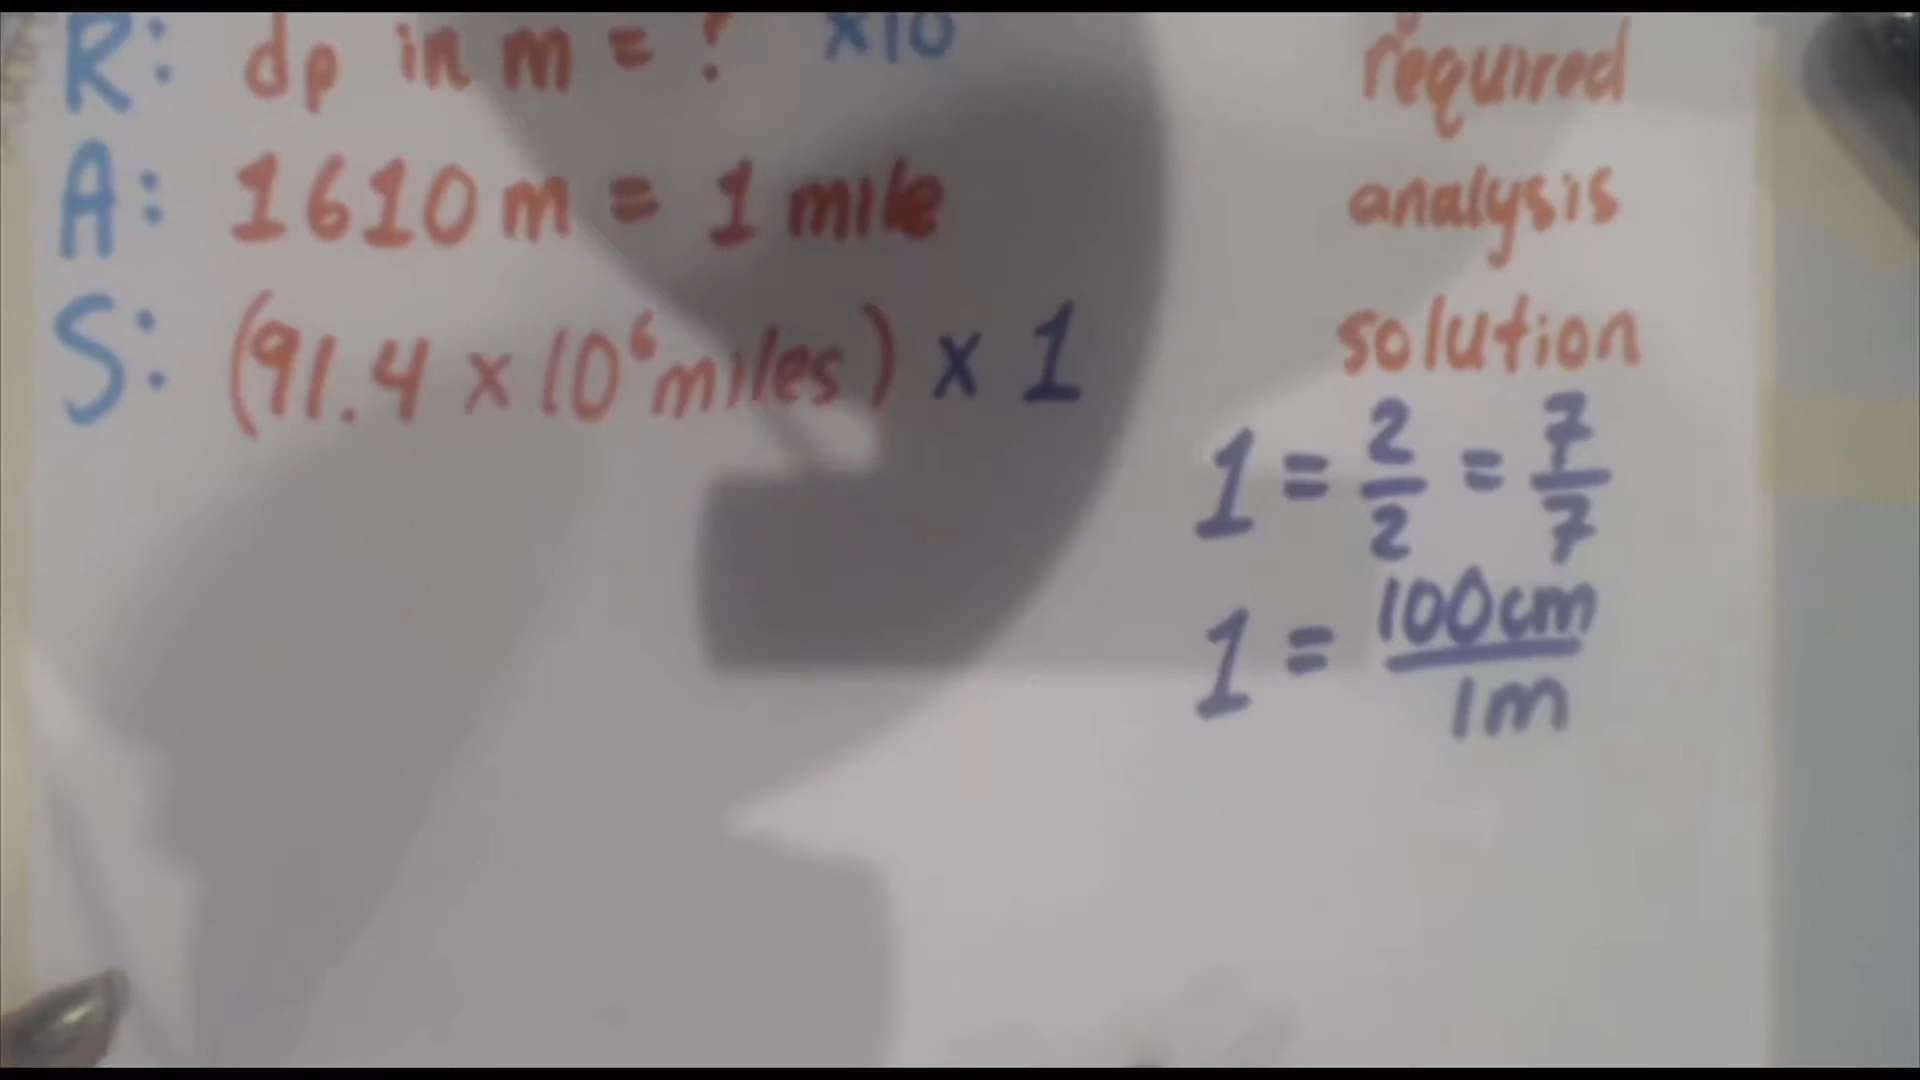 R: dp in m = ? x10
required
A: 1610 m = 1 mile
analysis
S: (91.4 x 10⁶ miles) x 1
solution
1 = 2/2 = 7/7
1 = 100cm/1m